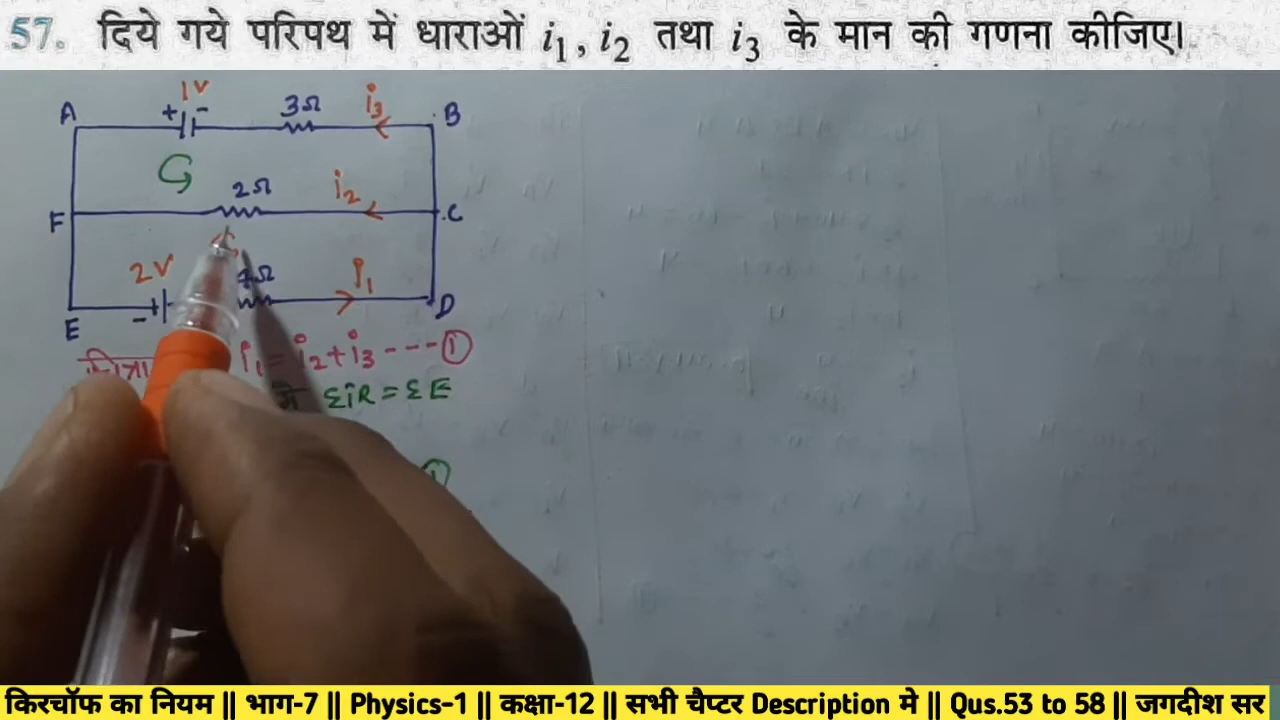 57. दिये गये परिपथ में धाराओं i₁, i₂ तथा i₃ के मान की गणना कीजिए।
1V
A + - 3Ω i₃ B
2Ω i₂
F C
2V i₁
E - D
i₁ = i₂ + i₃ ---- ①
ΣiR = ΣE
किरचॉफ का नियम || भाग-7 || Physics-1 || कक्षा-12 || सभी चैप्टर Description मे || Qus.53 to 58 || जगदीश सर